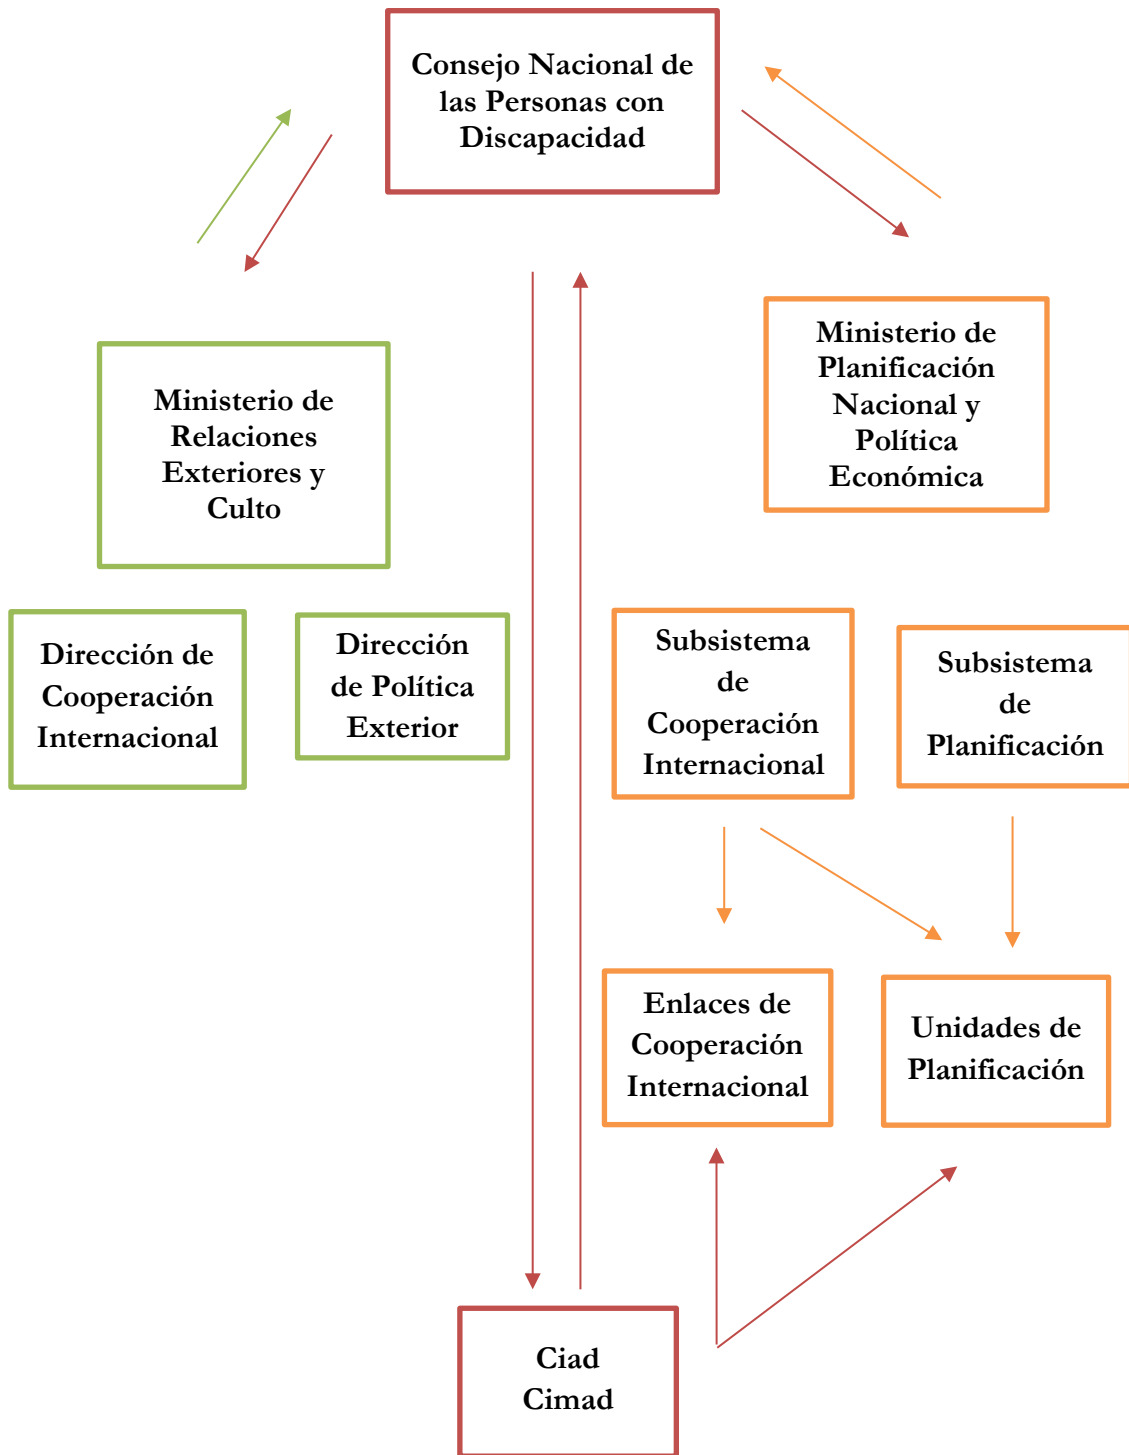 Consejo Nacional de
las Personas con
Discapacidad
Ministerio de
Relaciones
Exteriores y
Culto
Ministerio de
Planificación
Nacional y
Política
Económica
Dirección de
Cooperación
Internacional
Dirección
de Política
Exterior
Subsistema
de
Cooperación
Internacional
Subsistema
de
Planificación
Enlaces de
Cooperación
Internacional
Unidades de
Planificación
Ciad
Cimad